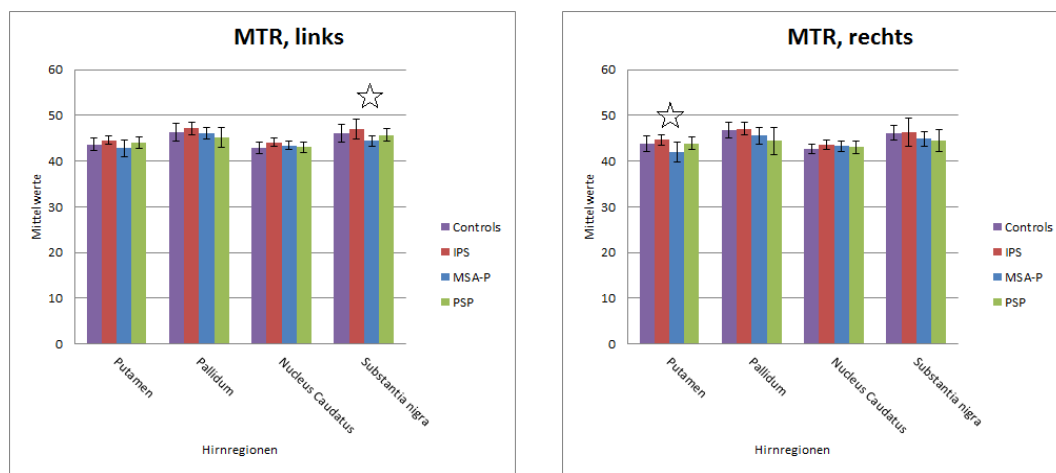 MTR, links
60
50
40
30
20
10
0
Mittelwerte
Putamen
Pallidum
Nucleus Caudatus
Substantia nigra
Hirnregionen
Controls
IPS
MSA-P
PSP
MTR, rechts
60
50
40
30
20
10
0
Mittelwerte
Putamen
Pallidum
Nucleus Caudatus
Substantia nigra
Hirnregionen
Controls
IPS
MSA-P
PSP